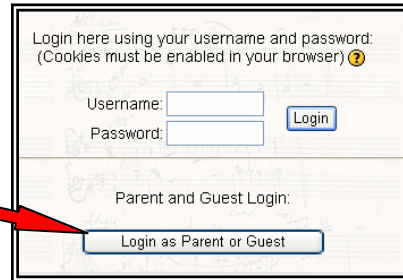 Login here using your username and password:
(Cookies must be enabled in your browser) ?
Username:
Login
Password:
Parent and Guest Login:
Login as Parent or Guest